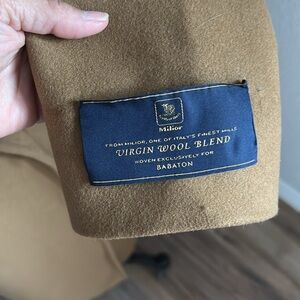 Milior
FROM MILIOR, ONE OF ITALY'S FINEST MILLS
VIRGIN WOOL BLEND
WOVEN EXCLUSIVELY FOR
BABATON